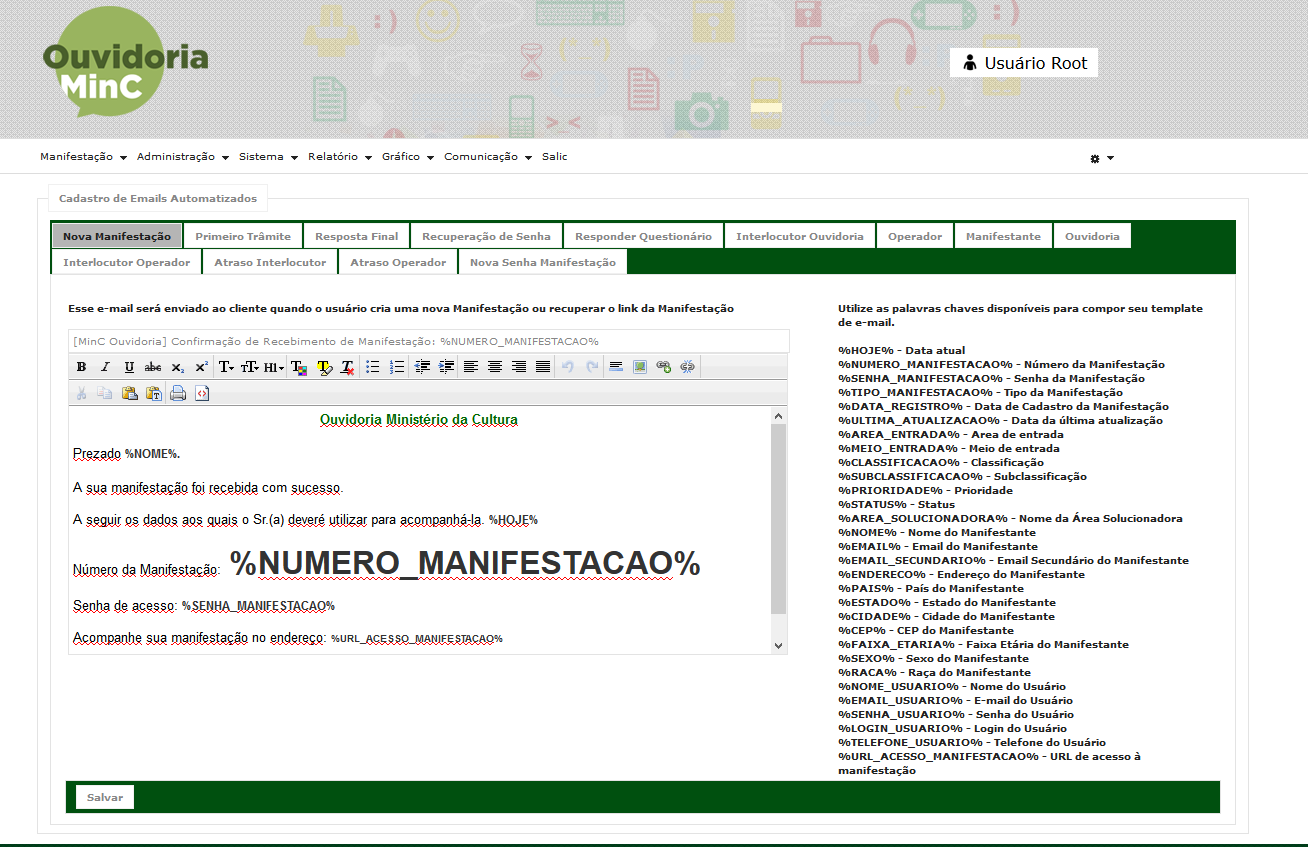 Ouvidoria
MinC
Usuário Root
Manifestação Administração Sistema Relatório Gráfico Comunicação Salic
Cadastro de Emails Automatizados
Nova Manifestação Primeiro Trâmite Resposta Final Recuperação de Senha Responder Questionário Interlocutor Ouvidoria Operador Manifestante Ouvidoria
Interlocutor Operador Atraso Interlocutor Atraso Operador Nova Senha Manifestação
Esse e-mail será enviado ao cliente quando o usuário cria uma nova Manifestação ou recuperar o link da Manifestação
[MinC Ouvidoria] Confirmação de Recebimento de Manifestação: %NUMERO_MANIFESTACAO%
B I U abc x₂ x² T TT H1 T T T
Ouvidoria Ministério da Cultura
Prezado %NOME%.
A sua manifestação foi recebida com sucesso.
A seguir os dados aos quais o Sr.(a) deveré utilizar para acompanhá-la. %HOJE%
Número da Manifestação: %NUMERO_MANIFESTACAO%
Senha de acesso: %SENHA_MANIFESTACAO%
Acompanhe sua manifestação no endereço: %URL_ACESSO_MANIFESTACAO%
Utilize as palavras chaves disponíveis para compor seu template
de e-mail.
%HOJE% - Data atual
%NUMERO_MANIFESTACAO% - Número da Manifestação
%SENHA_MANIFESTACAO% - Senha da Manifestação
%TIPO_MANIFESTACAO% - Tipo da Manifestação
%DATA_REGISTRO% - Data de Cadastro da Manifestação
%ULTIMA_ATUALIZACAO% - Data da última atualização
%AREA_ENTRADA% - Area de entrada
%MEIO_ENTRADA% - Meio de entrada
%CLASSIFICACAO% - Classificação
%SUBCLASSIFICACAO% - Subclassificação
%PRIORIDADE% - Prioridade
%STATUS% - Status
%AREA_SOLUCIONADORA% - Nome da Área Solucionadora
%NOME% - Nome do Manifestante
%EMAIL% - Email do Manifestante
%EMAIL_SECUNDARIO% - Email Secundário do Manifestante
%ENDERECO% - Endereço do Manifestante
%PAIS% - País do Manifestante
%ESTADO% - Estado do Manifestante
%CIDADE% - Cidade do Manifestante
%CEP% - CEP do Manifestante
%FAIXA_ETARIA% - Faixa Etária do Manifestante
%SEXO% - Sexo do Manifestante
%RACA% - Raça do Manifestante
%NOME_USUARIO% - Nome do Usuário
%EMAIL_USUARIO% - E-mail do Usuário
%SENHA_USUARIO% - Senha do Usuário
%LOGIN_USUARIO% - Login do Usuário
%TELEFONE_USUARIO% - Telefone do Usuário
%URL_ACESSO_MANIFESTACAO% - URL de acesso à
manifestação
Salvar